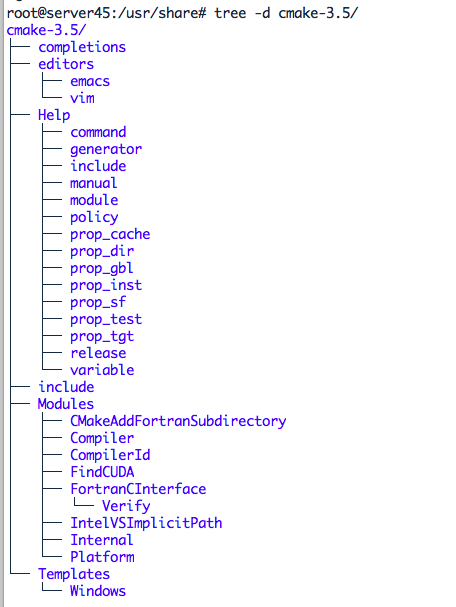 root@server45:/usr/share# tree -d cmake-3.5/
cmake-3.5/
├── completions
├── editors
│   ├── emacs
│   └── vim
├── Help
│   ├── command
│   ├── generator
│   ├── include
│   ├── manual
│   ├── module
│   ├── policy
│   ├── prop_cache
│   ├── prop_dir
│   ├── prop_gbl
│   ├── prop_inst
│   ├── prop_sf
│   ├── prop_test
│   ├── prop_tgt
│   ├── release
│   └── variable
├── include
├── Modules
│   ├── CMakeAddFortranSubdirectory
│   ├── Compiler
│   ├── CompilerId
│   ├── FindCUDA
│   ├── FortranCInterface
│   │   └── Verify
│   ├── IntelVSImplicitPath
│   ├── Internal
│   └── Platform
└── Templates
    └── Windows